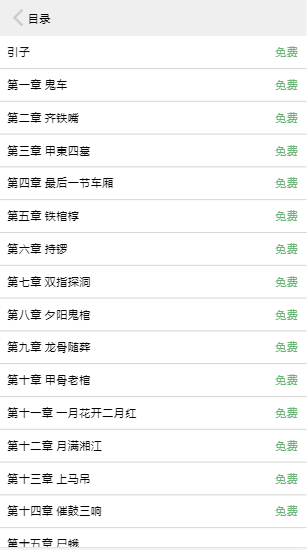 目录
引子 免费
第一章 鬼车 免费
第二章 齐铁嘴 免费
第三章 甲東四墓 免费
第四章 最后一节车厢 免费
第五章 铁棺椁 免费
第六章 持锣 免费
第七章 双指探洞 免费
第八章 夕阳鬼棺 免费
第九章 龙骨随葬 免费
第十章 甲骨老棺 免费
第十一章 一月花开二月红 免费
第十二章 月满湘江 免费
第十三章 上马吊 免费
第十四章 催鼓三响 免费
第十五章 尸蛾